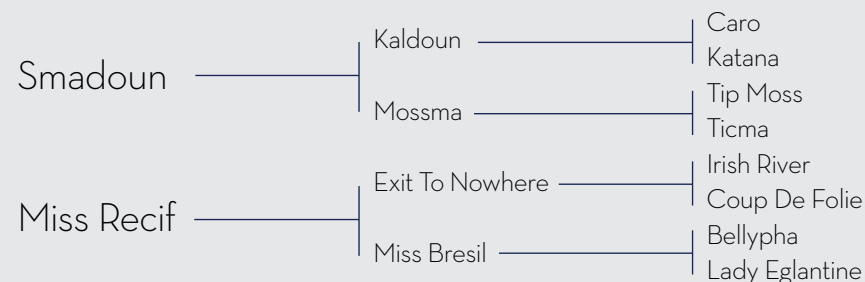 Smadoun
Kaldoun
Caro
Katana
Mossma
Tip Moss
Ticma
Miss Recif
Exit To Nowhere
Irish River
Coup De Folie
Miss Bresil
Bellypha
Lady Eglantine